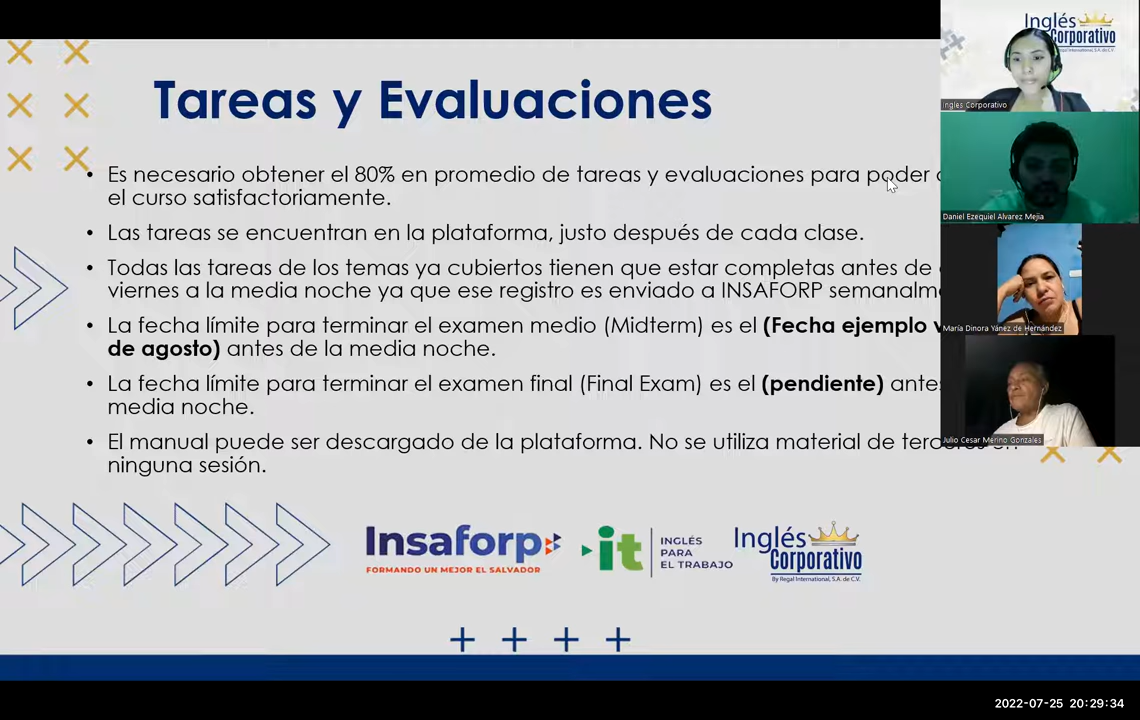 Tareas y Evaluaciones
• Es necesario obtener el 80% en promedio de tareas y evaluaciones para poder
el curso satisfactoriamente.
• Las tareas se encuentran en la plataforma, justo después de cada clase.
• Todas las tareas de los temas ya cubiertos tienen que estar completas antes de
viernes a la media noche ya que ese registro es enviado a INSAFORP
• La fecha límite para terminar el examen medio (Midterm) es el (Fecha ejemplo
de agosto) antes de la media noche.
• La fecha límite para terminar el examen final (Final Exam) es el (pendiente)
media noche.
• El manual puede ser descargado de la plataforma. No se utiliza material de
ninguna sesión.
Insaforp
FORMANDO UN MEJOR EL SALVADOR
it
INGLÉS
PARA
EL TRABAJO
Inglés
Corporativo
By Regal International, S.A. de C.V.
Inglés
Corporativo
By Regal International, S.A. de C.V.
Ingles Corporativo
Daniel Ezequiel Alvarez Mejia
María Dinora Yánez de Hernández
Julio Cesar Merino Gonzales
2022-07-25 20:29:34